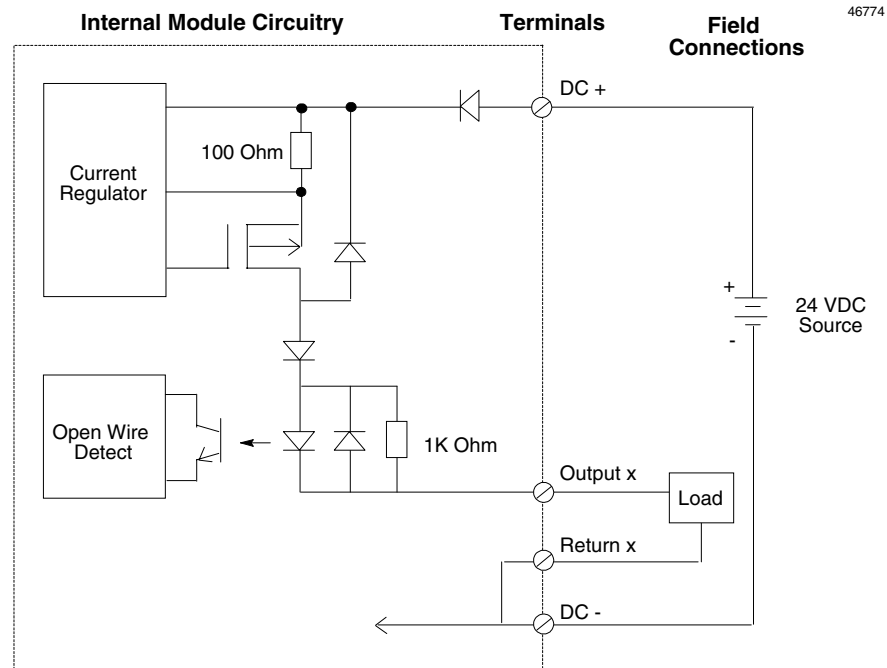 46774
Internal Module Circuitry
Terminals
Field
Connections
DC +
100 Ohm
Current
Regulator
+
24 VDC
Source
-
Open Wire
Detect
1K Ohm
Output x
Load
Return x
DC -